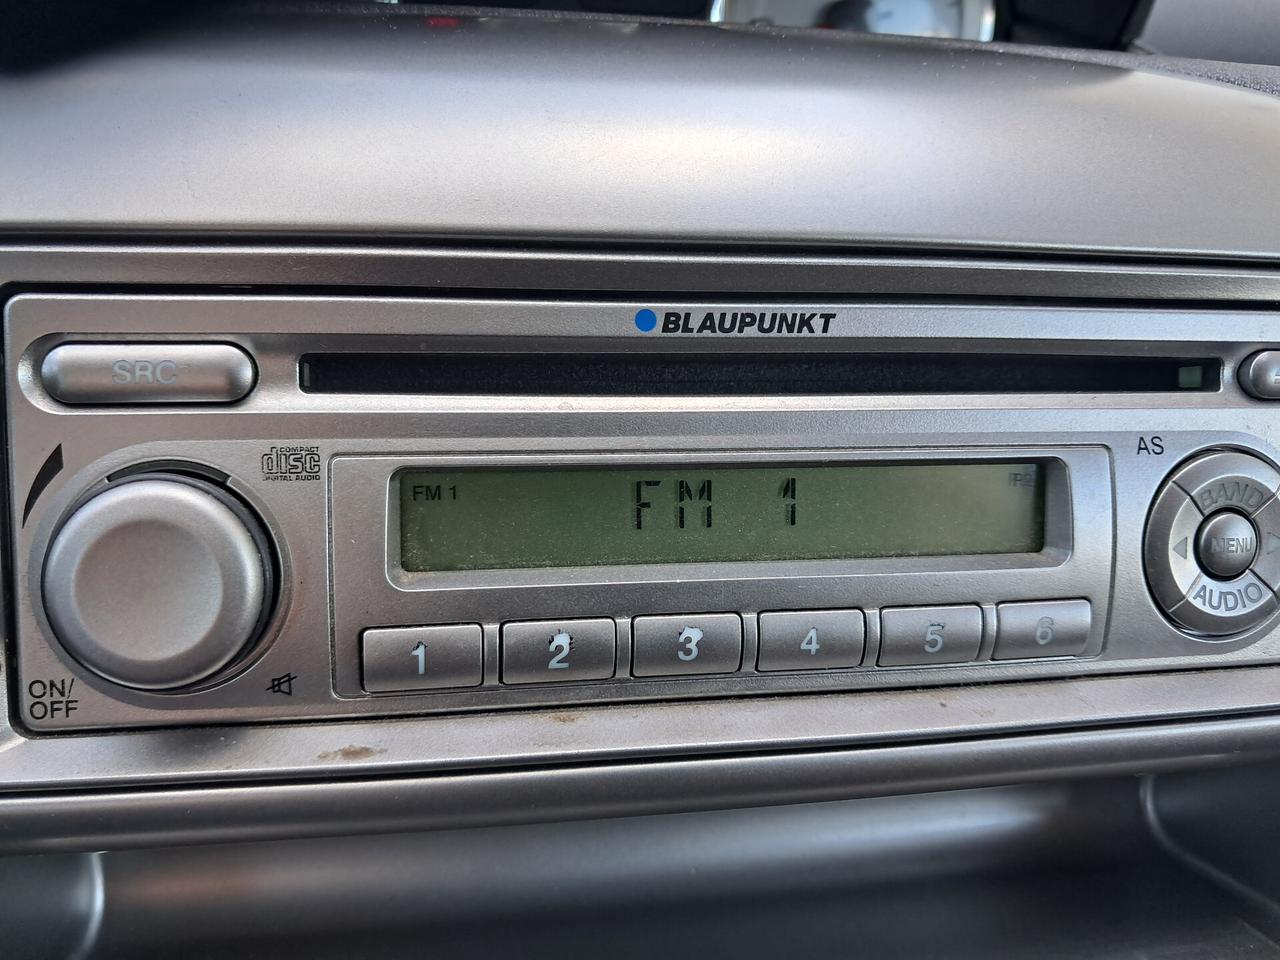 BLAUPUNKT
SRC
COMPACT
disc
DIGITAL AUDIO
AS
FM 1
FM 1
BAND
MENU
AUDIO
1
2
3
4
5
6
ON/
OFF